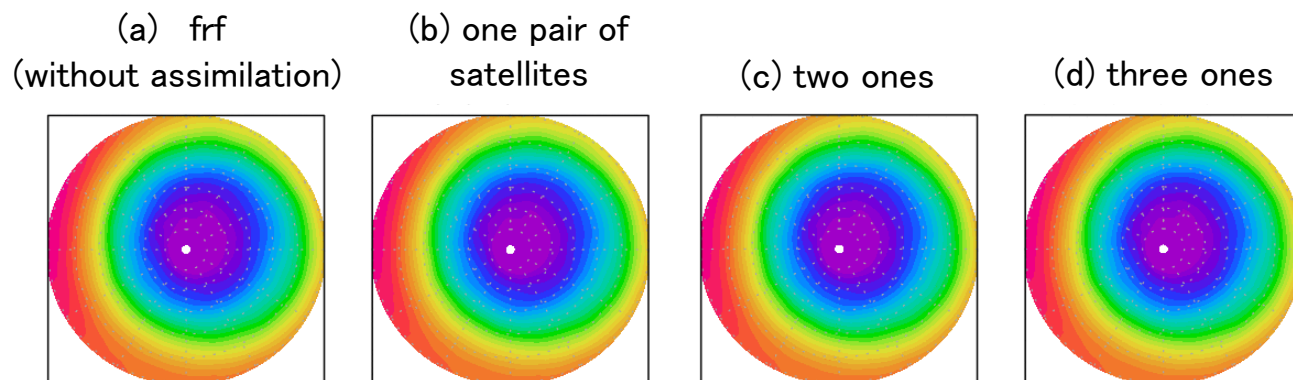 (a) frf
(without assimilation)
(b) one pair of
satellites
(c) two ones
(d) three ones